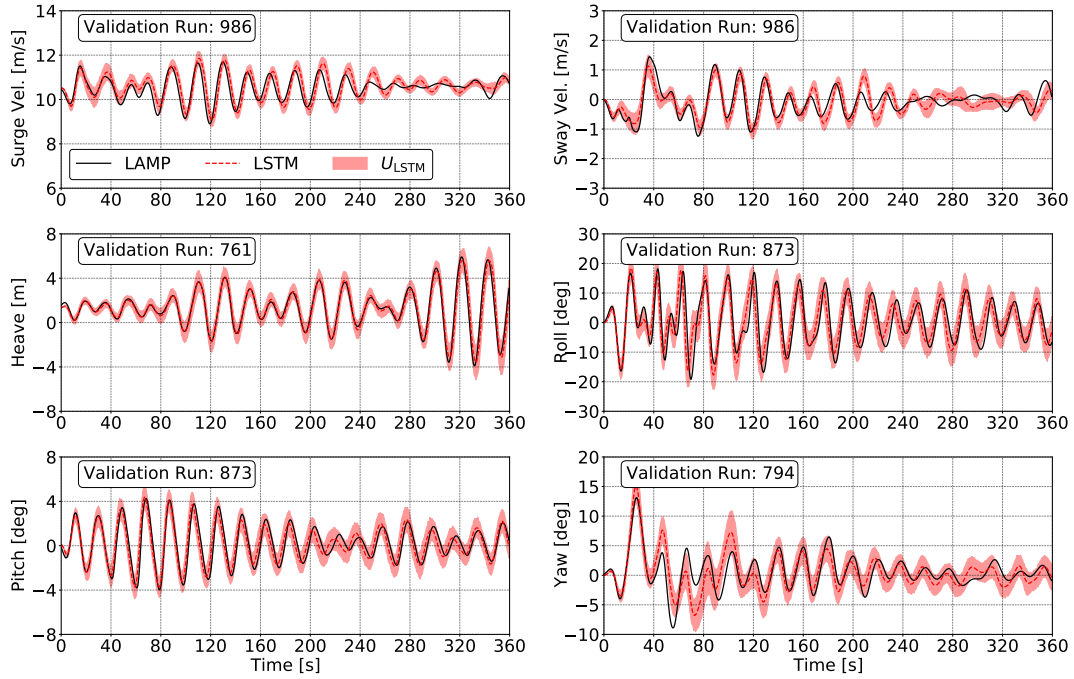 Validation Run: 986
Surge Vel. [m/s]
14
12
10
8
6
LAMP
LSTM
U_LSTM
0 40 80 120 160 200 240 280 320 360
Validation Run: 986
Sway Vel. [m/s]
3
2
1
0
−1
−2
−3
0 40 80 120 160 200 240 280 320 360
Validation Run: 761
Heave [m]
8
4
0
−4
−8
0 40 80 120 160 200 240 280 320 360
Validation Run: 873
Roll [deg]
30
20
10
0
−10
−20
−30
0 40 80 120 160 200 240 280 320 360
Validation Run: 873
Pitch [deg]
8
4
0
−4
−8
0 40 80 120 160 200 240 280 320 360
Time [s]
Validation Run: 794
Yaw [deg]
15
10
5
0
−5
−10
0 40 80 120 160 200 240 280 320 360
Time [s]